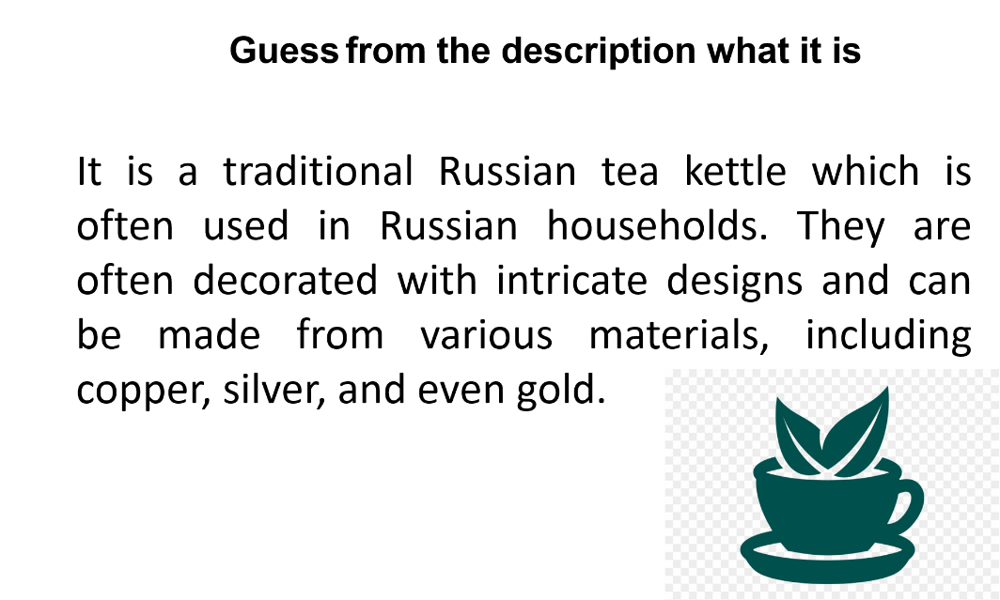 Guess from the description what it is
It is a traditional Russian tea kettle which is
often used in Russian households. They are
often decorated with intricate designs and can
be made from various materials, including
copper, silver, and even gold.